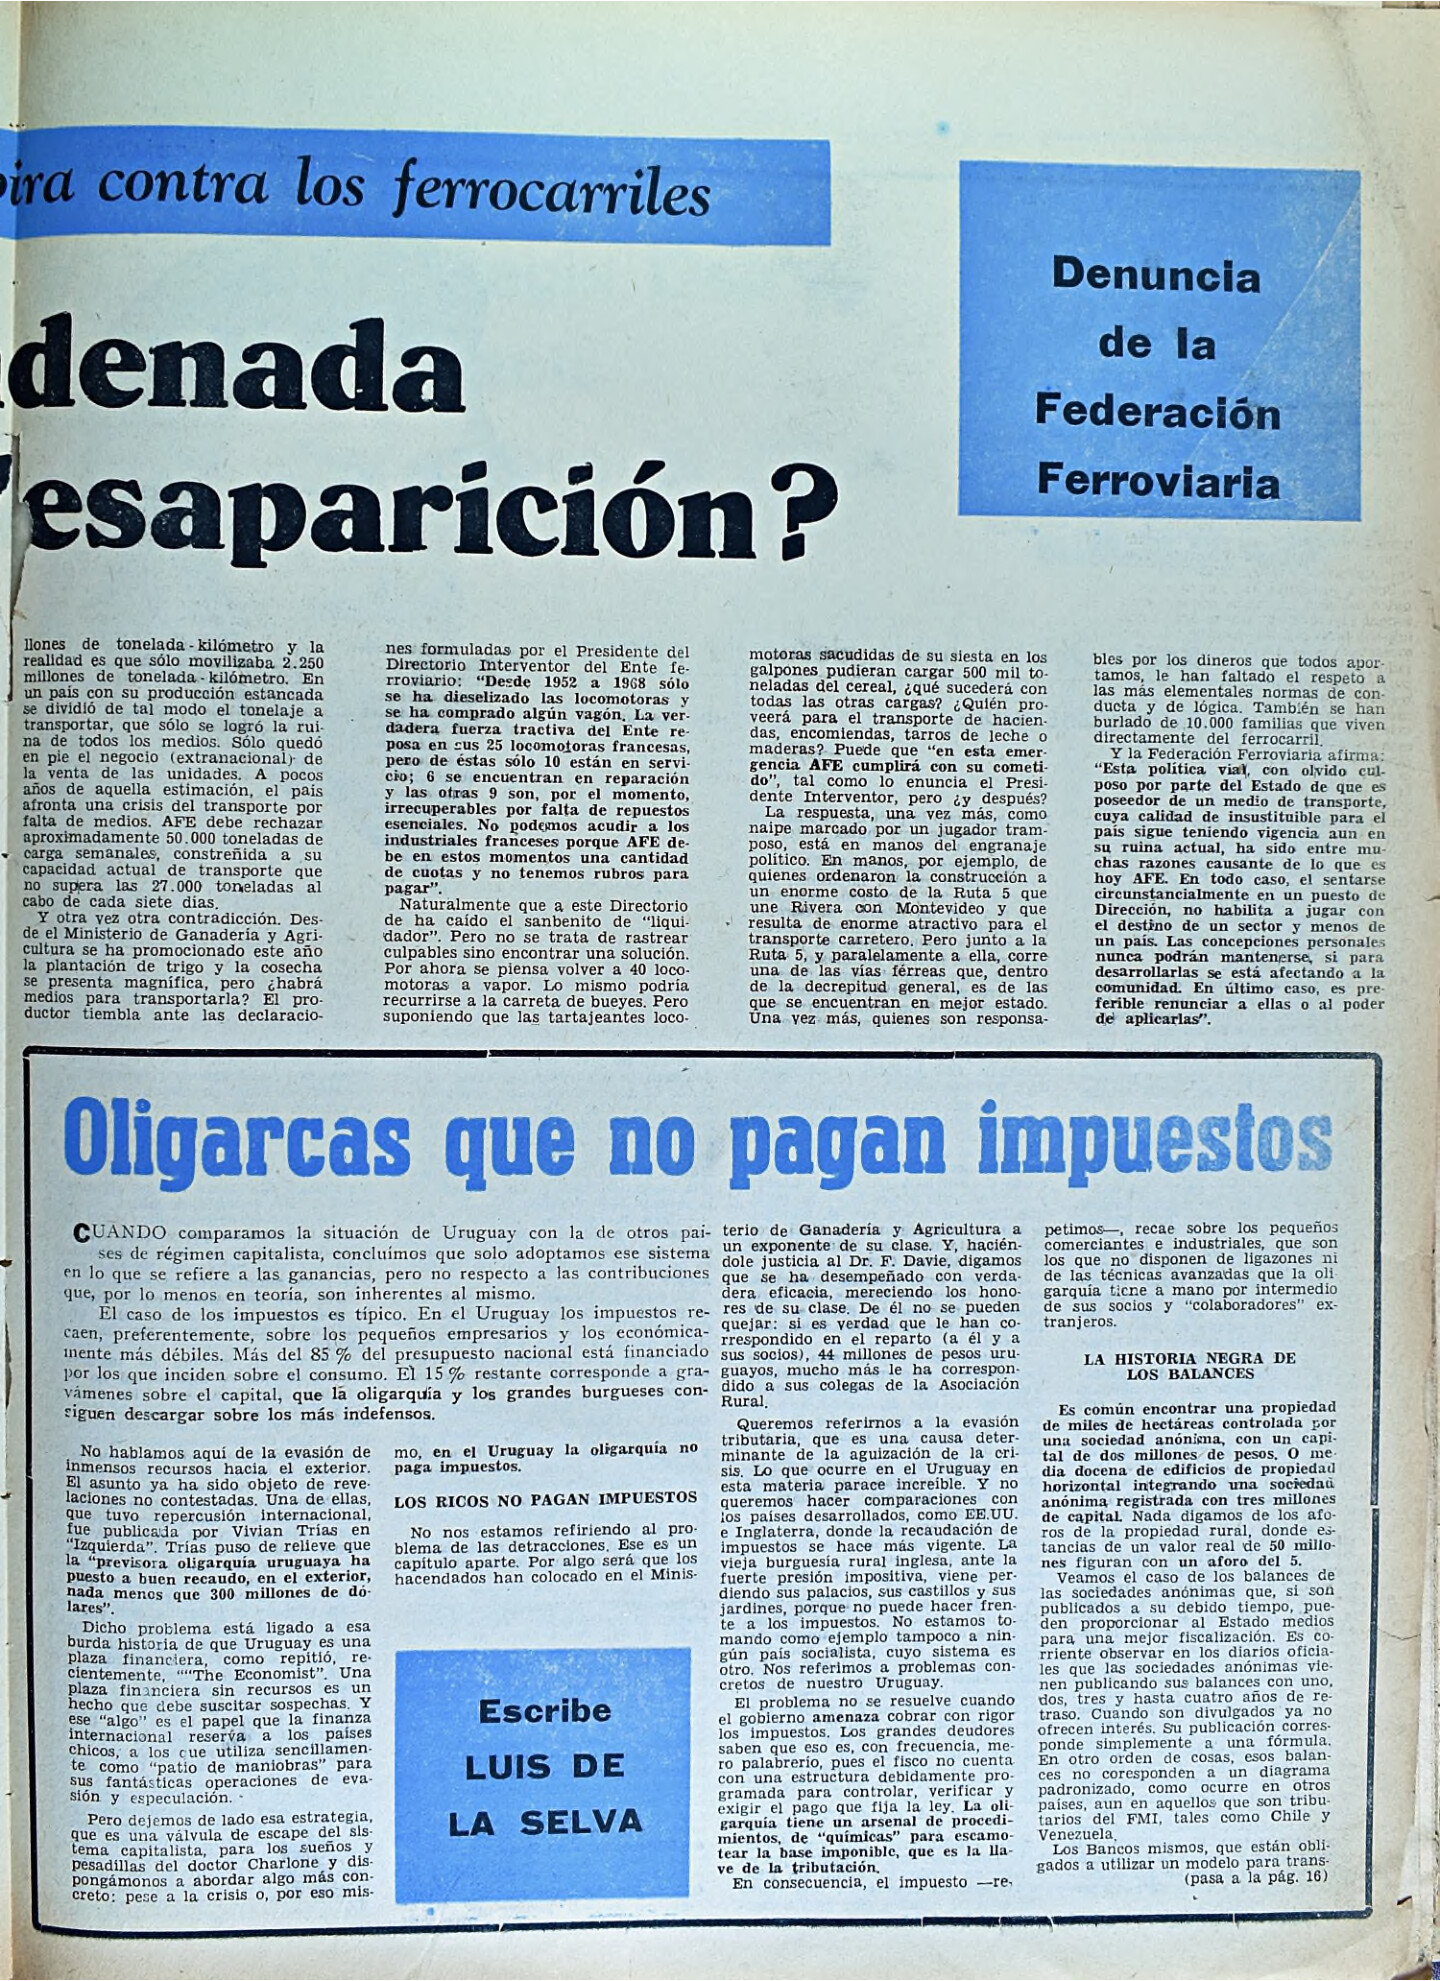 contra los ferrocarriles
denada
esaparición?
Denuncia
de la
Federación
Ferroviaria
llones de tonelada-kilómetro y la
realidad es que sólo movilizaba 2.250
millones de tonelada-kilómetro. En
un país con su producción estancada
se dividió de tal modo el tonelaje a
transportar, que sólo se logró la rui-
na de todos los medios. Sólo quedó
en pie el negocio (extranacional) de
la venta de las unidades. A pocos
años de aquella estimación, el país
afronta una crisis del transporte por
falta de medios. AFE debe rechazar
aproximadamente 50.000 toneladas de
carga semanales, constreñida a su
capacidad actual de transporte que
no supera las 27.000 toneladas al
cabo de cada siete días.
Y otra vez otra contradicción. Des-
de el Ministerio de Ganadería y Agri-
cultura se ha promocionado este año
la plantación de trigo y la cosecha
se presenta magnífica, pero ¿habrá
medios para transportarla? El pro-
ductor tiembla ante las declaracio-
nes formuladas por el Presidente del
Directorio Interventor del Ente fe-
rroviario: "Desde 1952 a 1968 sólo
se ha dieselizado las locomotoras y
se ha comprado algún vagón. La ver-
dadera fuerza tractiva del Ente re-
posa en sus 25 locomotoras francesas,
pero de éstas sólo 10 están en servi-
cio; 6 se encuentran en reparación
y las otras 9 son, por el momento,
irrecuperables por falta de repuestos
esenciales. No podemos acudir a los
industriales franceses porque AFE de-
be en estos momentos una cantidad
de cuotas y no tenemos rubros para
pagar".
Naturalmente que a este Directorio
de ha caído el sanbenito de "liqui-
dador". Pero no se trata de rastrear
culpables sino encontrar una solución.
Por ahora se piensa volver a 40 loco-
motoras a vapor. Lo mismo podría
recurrirse a la carreta de bueyes. Pero
suponiendo que las tartajeantes loco-
motoras sacudidas de su siesta en los
galpones pudieran cargar 500 mil to-
neladas del cereal, ¿qué sucederá con
todas las otras cargas? ¿Quién pro-
veerá para el transporte de hacien-
das, encomiendas, tarros de leche o
maderas? Puede que "en esta emer-
gencia AFE cumplirá con su cometi-
do", tal como lo enuncia el Presi-
dente Interventor, pero ¿y después?
La respuesta, una vez más, como
naipe marcado por un jugador tram-
poso, está en manos del engranaje
político. En manos, por ejemplo, de
quienes ordenaron la construcción a
un enorme costo de la Ruta 5 que
une Rivera con Montevideo y que
resulta de enorme atractivo para el
transporte carretero. Pero junto a la
Ruta 5, y paralelamente a ella, corre
una de las vías férreas que, dentro
de la decrepitud general, es de las
que se encuentran en mejor estado.
Una vez más, quienes son responsa-
bles por los dineros que todos apor-
tamos, le han faltado el respeto a
las más elementales normas de con-
ducta y de lógica. También se han
burlado de 10.000 familias que viven
directamente del ferrocarril.
Y la Federación Ferroviaria afirma:
"Esta política vial, con olvido cul-
poso por parte del Estado de que es
poseedor de un medio de transporte,
cuya calidad de insustituible para el
país sigue teniendo vigencia aun en
su ruina actual, ha sido entre mu-
chas razones causante de lo que es
hoy AFE. En todo caso, el sentarse
circunstancialmente en un puesto de
Dirección, no habilita a jugar con
el destino de un sector y menos de
un país. Las concepciones personales
nunca podrán mantenerse, si para
desarrollarlas se está afectando a la
comunidad. En último caso, es pre-
ferible renunciar a ellas o al poder
de aplicarlas".
Oligarcas que no pagan impuestos
CUANDO comparamos la situación de Uruguay con la de otros paí-
ses de régimen capitalista, concluímos que solo adoptamos ese sistema
en lo que se refiere a las ganancias, pero no respecto a las contribuciones
que, por lo menos en teoría, son inherentes al mismo.
El caso de los impuestos es típico. En el Uruguay los impuestos re-
caen, preferentemente, sobre los pequeños empresarios y los económica-
mente más débiles. Más del 85 % del presupuesto nacional está financiado
por los que inciden sobre el consumo. El 15 % restante corresponde a gra-
vámenes sobre el capital, que la oligarquía y los grandes burgueses con-
siguen descargar sobre los más indefensos.
No hablamos aquí de la evasión de
inmensos recursos hacia el exterior.
El asunto ya ha sido objeto de reve-
laciones no contestadas. Una de ellas,
que tuvo repercusión internacional,
fue publicada por Vivian Trías en
"Izquierda". Trías puso de relieve que
la "previsora oligarquía uruguaya ha
puesto a buen recaudo, en el exterior,
nada menos que 300 millones de dó-
lares".
Dicho problema está ligado a esa
burda historia de que Uruguay es una
plaza financiera, como repitió, re-
cientemente, ""The Economist". Una
plaza financiera sin recursos es un
hecho que debe suscitar sospechas. Y
ese "algo" es el papel que la finanza
internacional reserva a los países
chicos, a los que utiliza sencillamen-
te como "patio de maniobras" para
sus fantásticas operaciones de eva-
sión y especulación.
Pero dejemos de lado esa estrategia,
que es una válvula de escape del sis-
tema capitalista, para los sueños y
pesadillas del doctor Charlone y dis-
pongámonos a abordar algo más con-
creto: pese a la crisis o, por eso mis-
mo, en el Uruguay la oligarquía no
paga impuestos.
LOS RICOS NO PAGAN IMPUESTOS
No nos estamos refiriendo al pro-
blema de las detracciones. Ese es un
capítulo aparte. Por algo será que los
hacendados han colocado en el Minis-
Escribe
LUIS DE
LA SELVA
terio de Ganadería y Agricultura a
un exponente de su clase. Y, hacién-
dole justicia al Dr. F. Davie, digamos
que se ha desempeñado con verda-
dera eficacia, mereciendo los hono-
res de su clase. De él no se pueden
quejar: si es verdad que le han co-
rrespondido en el reparto (a él y a
sus socios), 44 millones de pesos uru-
guayos, mucho más le ha correspon-
dido a sus colegas de la Asociación
Rural.
Queremos referirnos a la evasión
tributaria, que es una causa deter-
minante de la aguización de la cri-
sis. Lo que ocurre en el Uruguay en
esta materia parace increíble. Y no
queremos hacer comparaciones con
los países desarrollados, como EE.UU.
e Inglaterra, donde la recaudación de
impuestos se hace más vigente. La
vieja burguesía rural inglesa, ante la
fuerte presión impositiva, viene per-
diendo sus palacios, sus castillos y sus
jardines, porque no puede hacer fren-
te a los impuestos. No estamos to-
mando como ejemplo tampoco a nin-
gún país socialista, cuyo sistema es
otro. Nos referimos a problemas con-
cretos de nuestro Uruguay.
El problema no se resuelve cuando
el gobierno amenaza cobrar con rigor
los impuestos. Los grandes deudores
saben que eso es, con frecuencia, me-
ro palabrerío, pues el fisco no cuenta
con una estructura debidamente pro-
gramada para controlar, verificar y
exigir el pago que fija la ley. La oli-
garquía tiene un arsenal de procedi-
mientos, de "químicas" para escamo-
tear la base imponible, que es la lla-
ve de la tributación.
En consecuencia, el impuesto —re-
petimos—, recae sobre los pequeños
comerciantes e industriales, que son
los que no disponen de ligazones ni
de las técnicas avanzadas que la oli
garquía tiene a mano por intermedio
de sus socios y "colaboradores" ex-
tranjeros.
LA HISTORIA NEGRA DE
LOS BALANCES
Es común encontrar una propiedad
de miles de hectáreas controlada por
una sociedad anónima, con un capi-
tal de dos millones de pesos. O me-
dia docena de edificios de propiedad
horizontal integrando una sociedad
anónima registrada con tres millones
de capital. Nada digamos de los afo-
ros de la propiedad rural, donde es-
tancias de un valor real de 50 millo-
nes figuran con un aforo del 5.
Veamos el caso de los balances de
las sociedades anónimas que, si son
publicados a su debido tiempo, pue-
den proporcionar al Estado medios
para una mejor fiscalización. Es co-
rriente observar en los diarios oficia-
les que las sociedades anónimas vie-
nen publicando sus balances con uno,
dos, tres y hasta cuatro años de re-
traso. Cuando son divulgados ya no
ofrecen interés. Su publicación corres-
ponde simplemente a una fórmula.
En otro orden de cosas, esos balan-
ces no coresponden a un diagrama
padronizado, como ocurre en otros
países, aun en aquellos que son tribu-
tarios del FMI, tales como Chile y
Venezuela.
Los Bancos mismos, que están obli-
gados a utilizar un modelo para trans-
(pasa a la pág. 16)